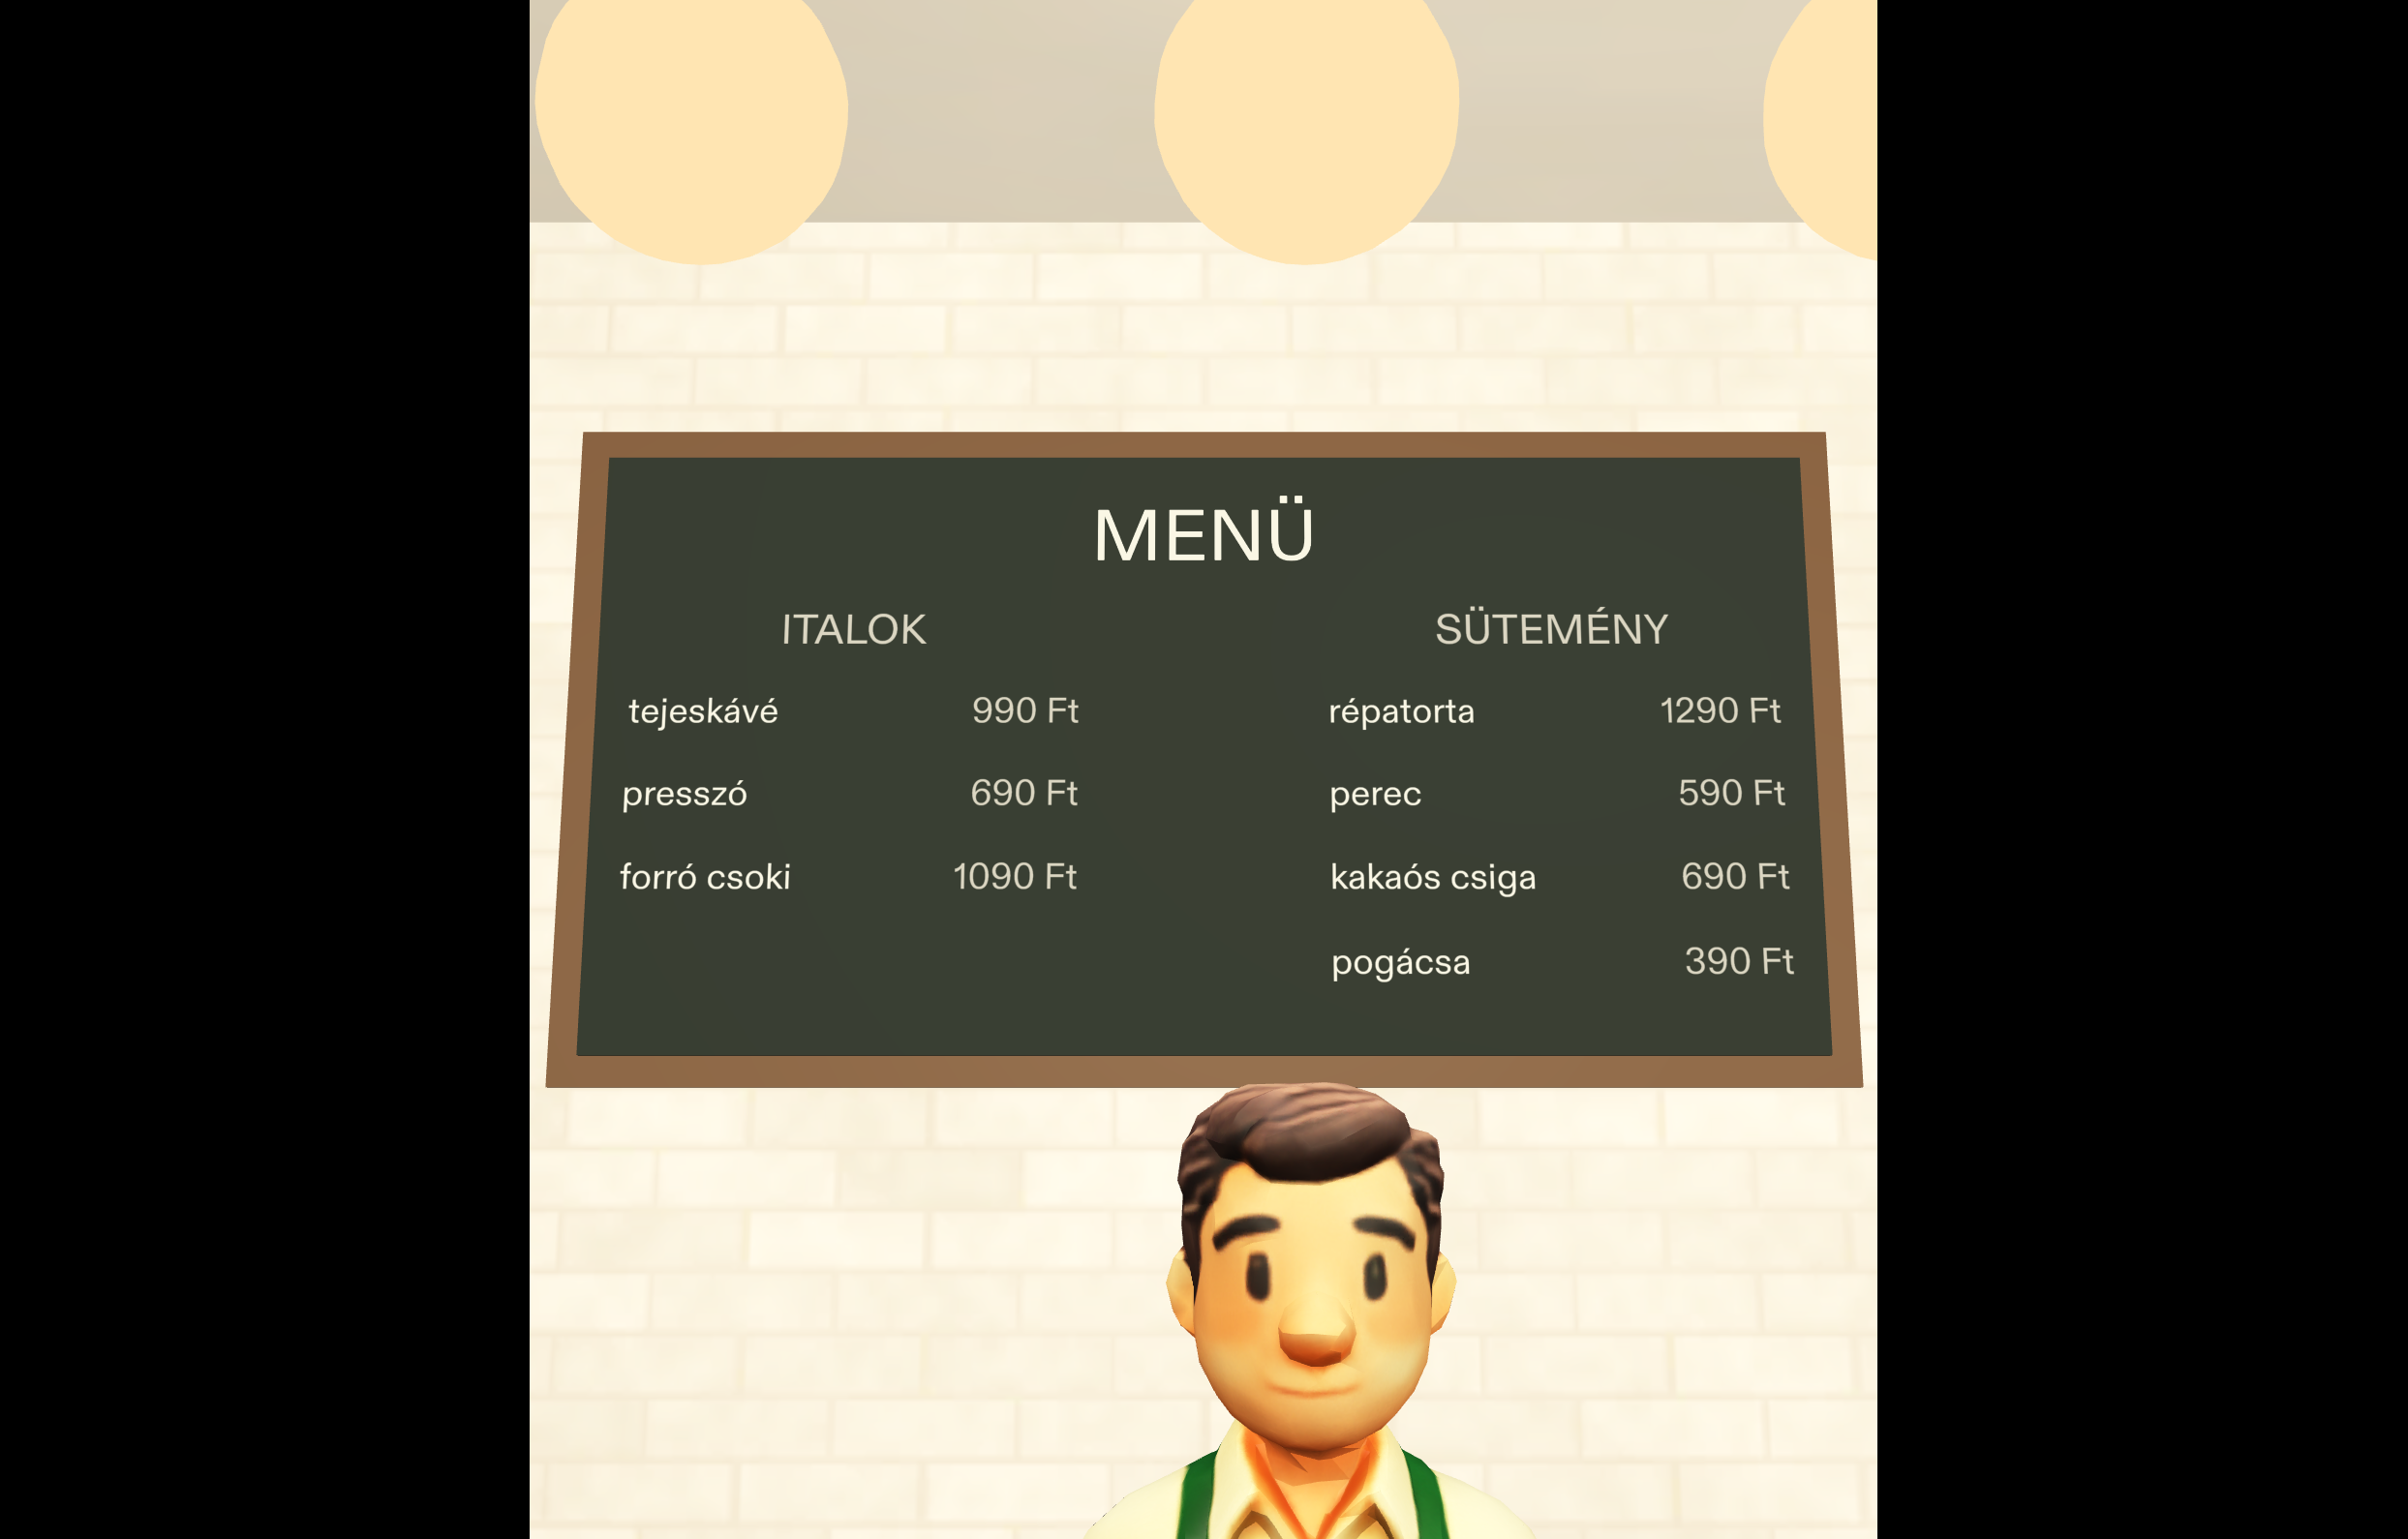 MENÜ
ITALOK
tejeskávé 990 Ft
presszó 690 Ft
forró csoki 1090 Ft
SÜTEMÉNY
répatorta 1290 Ft
perec 590 Ft
kakaós csiga 690 Ft
pogácsa 390 Ft